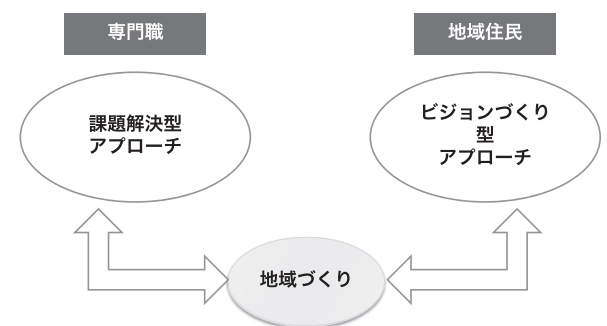 専門職
地域住民
課題解決型
アプローチ
ビジョンづくり
型
アプローチ
地域づくり